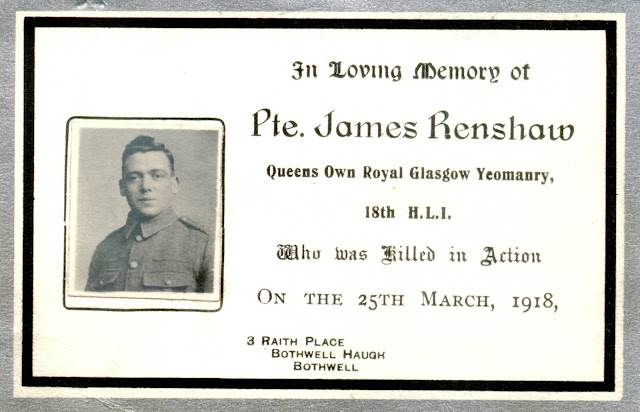 In Loving Memory of
Pte. James Renshaw
Queens Own Royal Glasgow Yeomanry,
18th H.L.I.
Who was Killed in Action
On the 25th March, 1918,
3 Raith Place
Bothwell Haugh
Bothwell